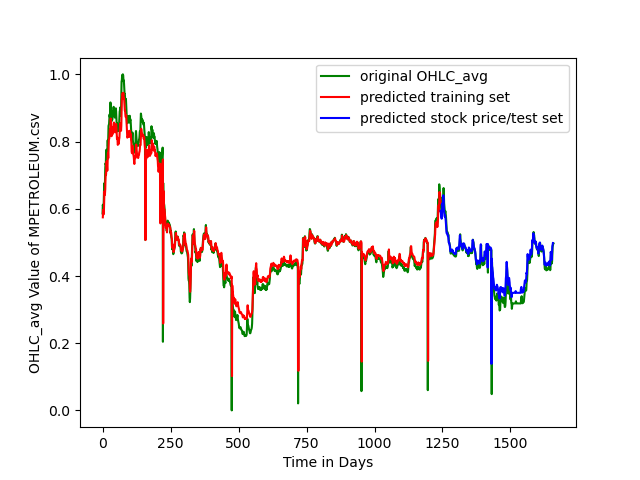 original OHLC_avg
predicted training set
predicted stock price/test set
OHLC_avg Value of MPETROLEUM.csv
1.0
0.8
0.6
0.4
0.2
0.0
0 250 500 750 1000 1250 1500
Time in Days